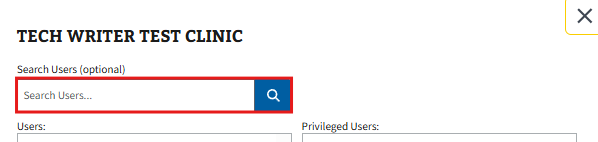 TECH WRITER TEST CLINIC
Search Users (optional)
Search Users...
Users:
Privileged Users: